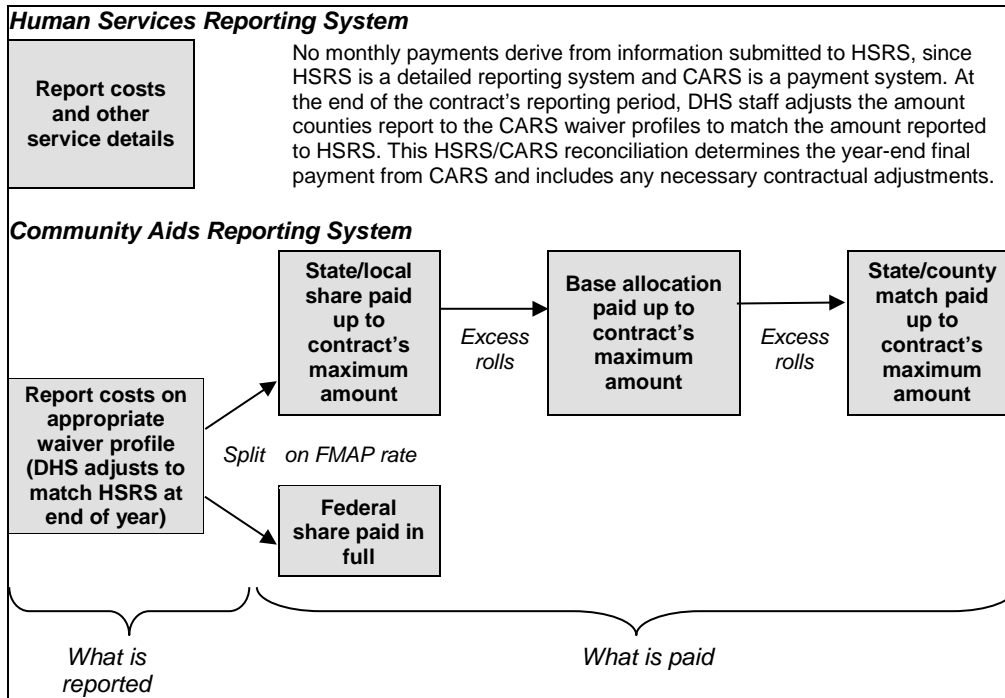 Human Services Reporting System
Report costs
and other
service details
No monthly payments derive from information submitted to HSRS, since
HSRS is a detailed reporting system and CARS is a payment system. At
the end of the contract's reporting period, DHS staff adjusts the amount
counties report to the CARS waiver profiles to match the amount reported
to HSRS. This HSRS/CARS reconciliation determines the year-end final
payment from CARS and includes any necessary contractual adjustments.
Community Aids Reporting System
Report costs on
appropriate
waiver profile
(DHS adjusts to
match HSRS at
end of year)
Split on FMAP rate
State/local
share paid
up to
contract's
maximum
amount
Excess
rolls
Base allocation
paid up to
contract's
maximum
amount
Excess
rolls
State/county
match paid
up to
contract's
maximum
amount
Federal
share paid in
full
What is
reported
What is paid